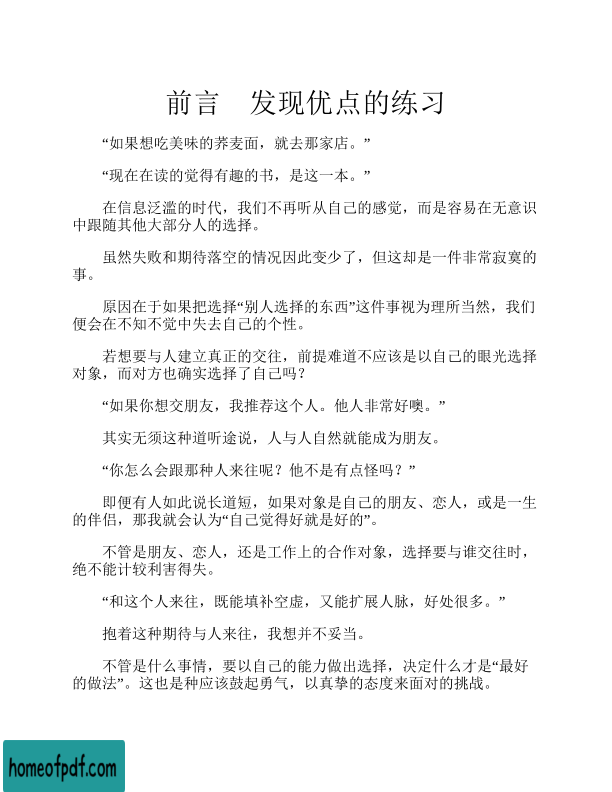 前言　发现优点的练习
“如果想吃美味的荞麦面，就去那家店。”
“现在在读的觉得有趣的书，是这一本。”
在信息泛滥的时代，我们不再听从自己的感觉，而是容易在无意识
中跟随其他大部分人的选择。
虽然失败和期待落空的情况因此变少了，但这却是一件非常寂寞的
事。
原因在于如果把选择“别人选择的东西”这件事视为理所当然，我们
便会在不知不觉中失去自己的个性。
若想要与人建立真正的交往，前提难道不应该是以自己的眼光选择
对象，而对方也确实选择了自己吗？
“如果你想交朋友，我推荐这个人。他人非常好噢。”
其实无须这种道听途说，人与人自然就能成为朋友。
“你怎么会跟那种人来往呢？他不是有点怪吗？”
即便有人如此说长道短，如果对象是自己的朋友、恋人，或是一生
的伴侣，那我就会认为“自己觉得好就是好的”。
不管是朋友、恋人，还是工作上的合作对象，选择要与谁交往时，
绝不能计较利害得失。
“和这个人来往，既能填补空虚，又能扩展人脉，好处很多。”
抱着这种期待与人来往，我想并不妥当。
不管是什么事情，要以自己的能力做出选择，决定什么才是“最好
的做法”。这也是种应该鼓起勇气，以真挚的态度来面对的挑战。
homeofpdf.com